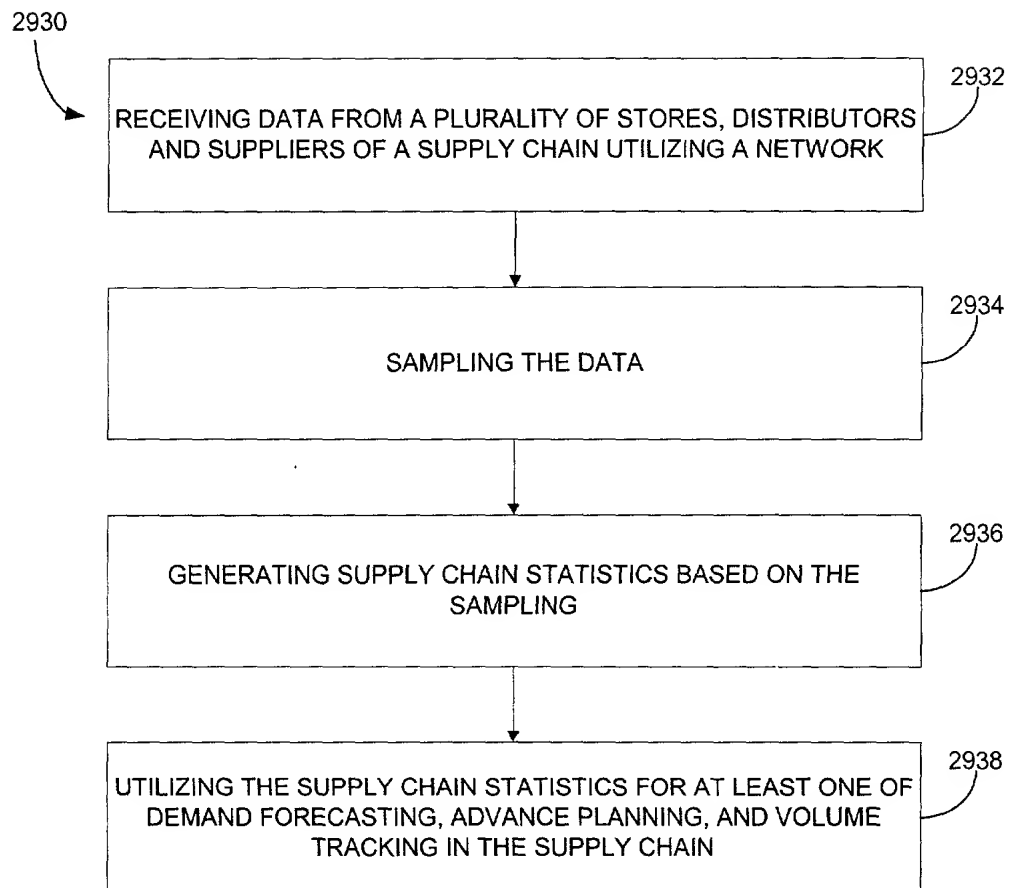 2930
2932
RECEIVING DATA FROM A PLURALITY OF STORES, DISTRIBUTORS
AND SUPPLIERS OF A SUPPLY CHAIN UTILIZING A NETWORK
2934
SAMPLING THE DATA
2936
GENERATING SUPPLY CHAIN STATISTICS BASED ON THE
SAMPLING
2938
UTILIZING THE SUPPLY CHAIN STATISTICS FOR AT LEAST ONE OF
DEMAND FORECASTING, ADVANCE PLANNING, AND VOLUME
TRACKING IN THE SUPPLY CHAIN